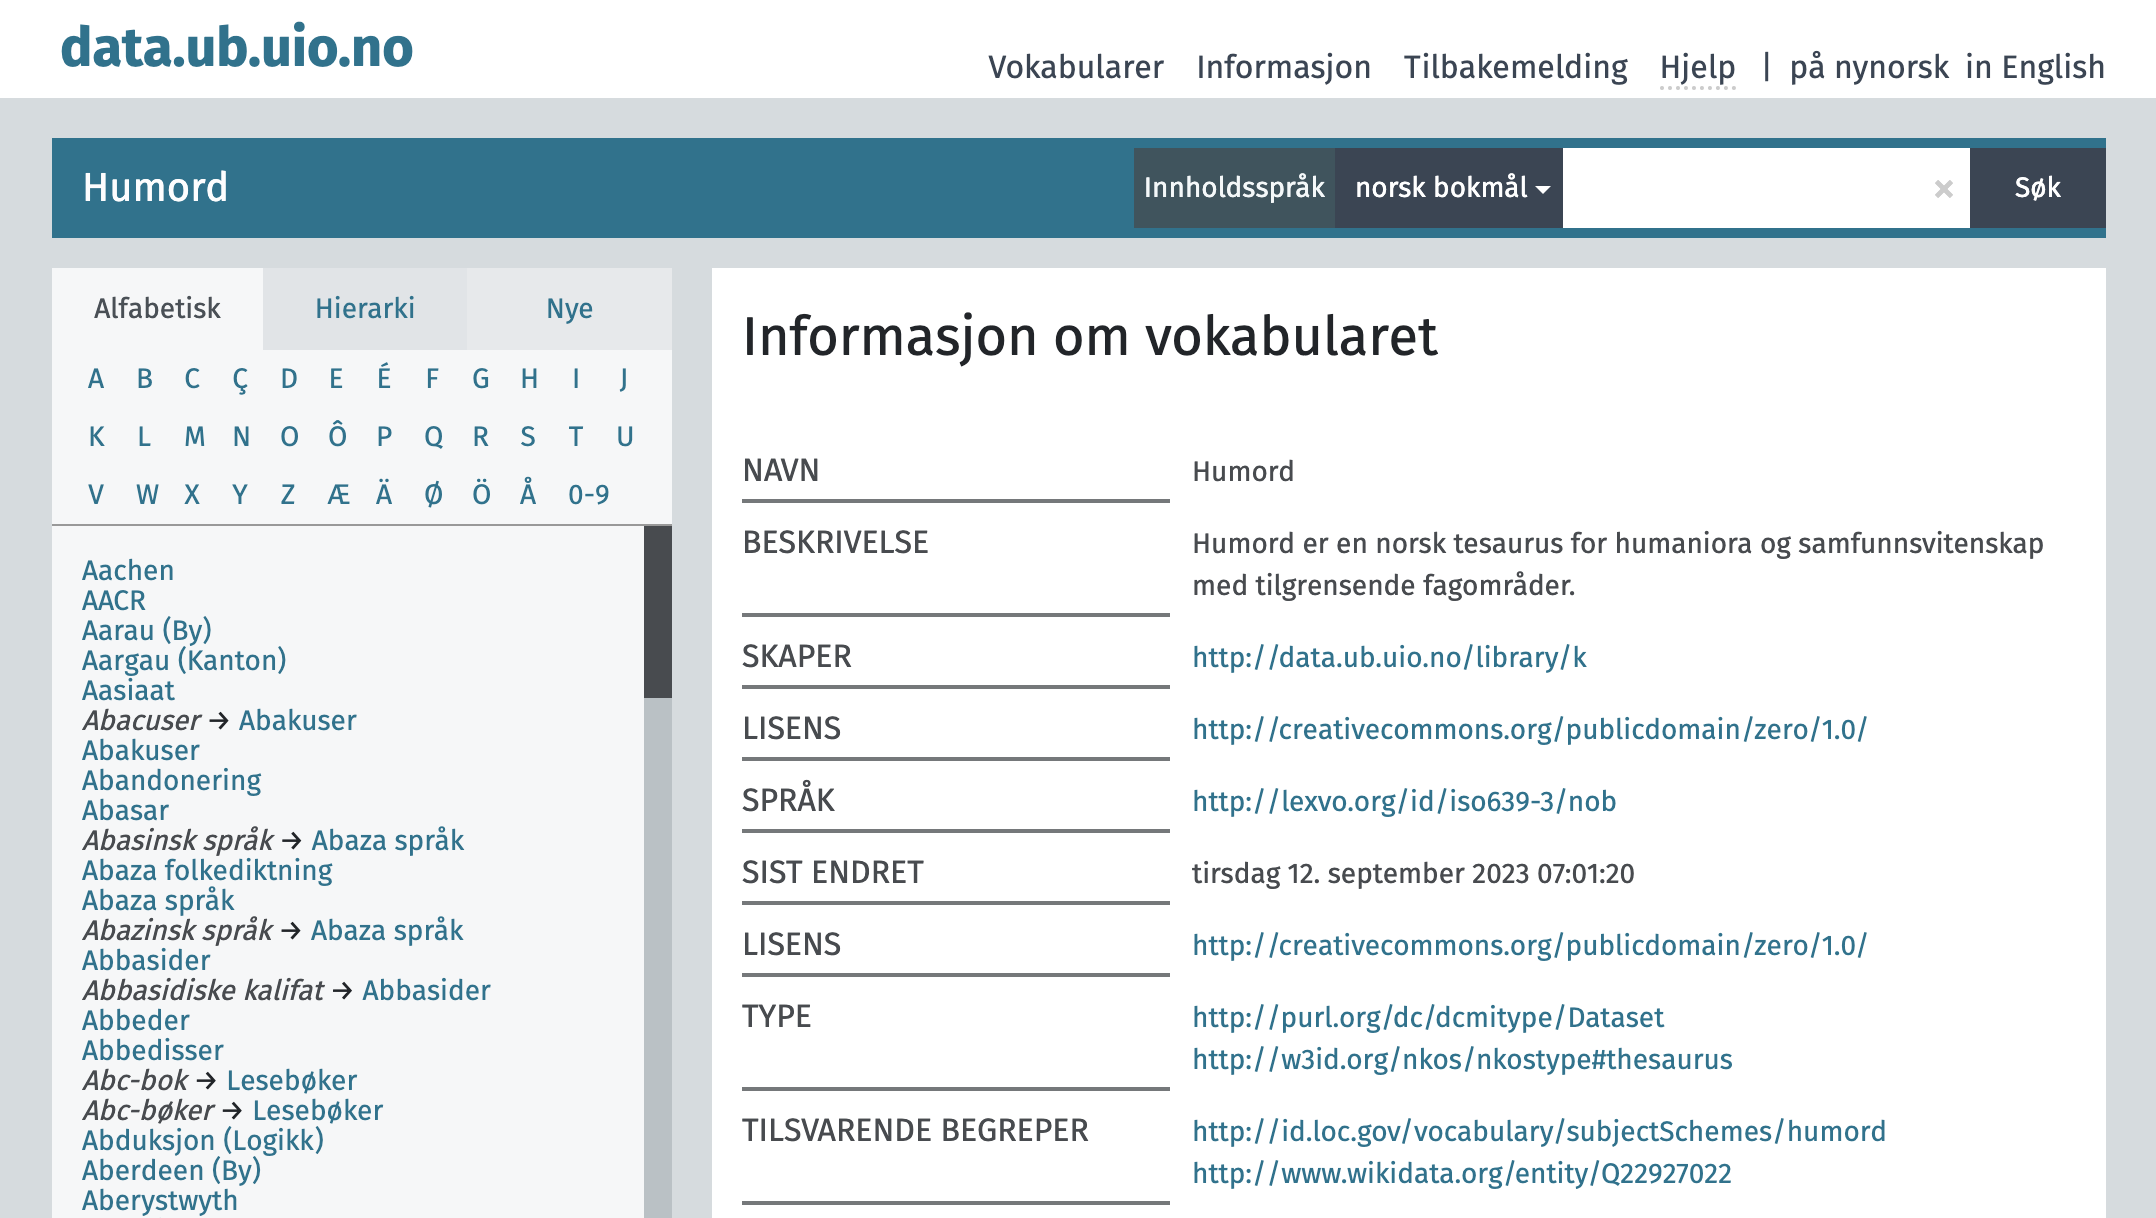 data.ub.uio.no
Vokabularer Informasjon Tilbakemelding Hjelp | på nynorsk in English
Humord
Innholdsspråk norsk bokmål × Søk
Alfabetisk Hierarki Nye
A B C Ç D E É F G H I J
K L M N O Ô P Q R S T U
V W X Y Z Æ Ä Ø Ö Å 0-9
Aachen
AACR
Aarau (By)
Aargau (Kanton)
Aasiaat
Abacuser → Abakuser
Abakuser
Abandonering
Abasar
Abasinsk språk → Abaza språk
Abaza folkediktning
Abaza språk
Abazinsk språk → Abaza språk
Abbasider
Abbasidiske kalifat → Abbasider
Abbeder
Abbedisser
Abc-bok → Lesebøker
Abc-bøker → Lesebøker
Abduksjon (Logikk)
Aberdeen (By)
Aberystwyth
Informasjon om vokabularet
NAVN Humord
BESKRIVELSE Humord er en norsk tesaurus for humaniora og samfunnsvitenskap
med tilgrensende fagområder.
SKAPER http://data.ub.uio.no/library/k
LISENS http://creativecommons.org/publicdomain/zero/1.0/
SPRÅK http://lexvo.org/id/iso639-3/nob
SIST ENDRET tirsdag 12. september 2023 07:01:20
LISENS http://creativecommons.org/publicdomain/zero/1.0/
TYPE http://purl.org/dc/dcmitype/Dataset
http://w3id.org/nkos/nkostype#thesaurus
TILSVARENDE BEGREPER http://id.loc.gov/vocabulary/subjectSchemes/humord
http://www.wikidata.org/entity/Q22927022